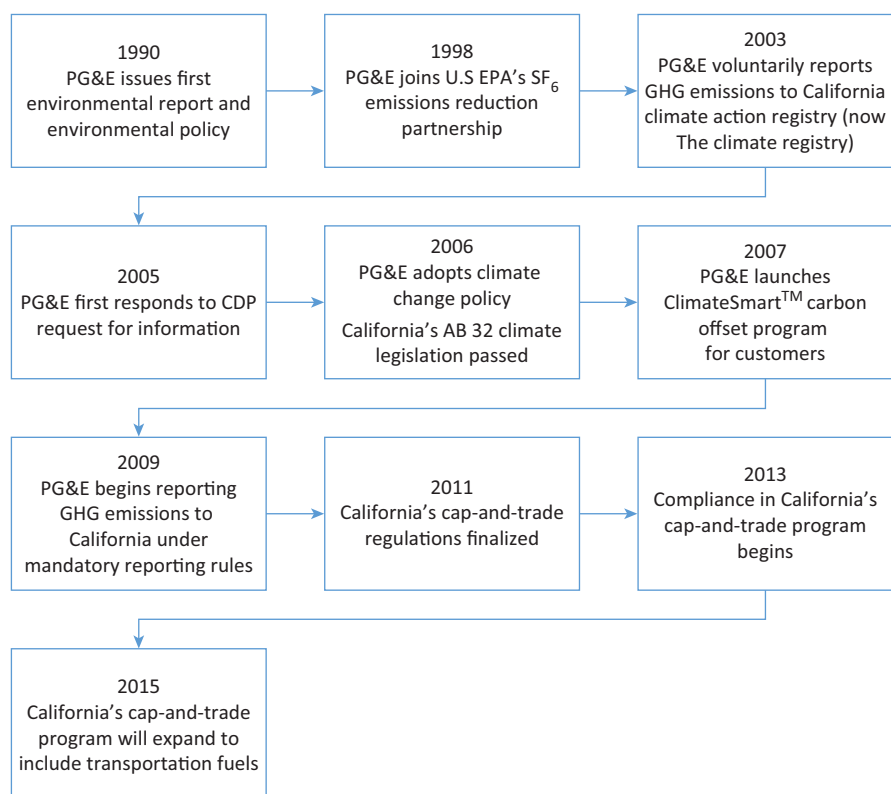 1990
PG&E issues first
environmental report and
environmental policy
1998
PG&E joins U.S EPA’s SF6
emissions reduction
partnership
2003
PG&E voluntarily reports
GHG emissions to California
climate action registry (now
The climate registry)
2005
PG&E first responds to CDP
request for information
2006
PG&E adopts climate
change policy
California’s AB 32 climate
legislation passed
2007
PG&E launches
ClimateSmart™ carbon
offset program
for customers
2009
PG&E begins reporting
GHG emissions to
California under
mandatory reporting rules
2011
California’s cap-and-trade
regulations finalized
2013
Compliance in California’s
cap-and-trade program
begins
2015
California’s cap-and-trade
program will expand to
include transportation fuels